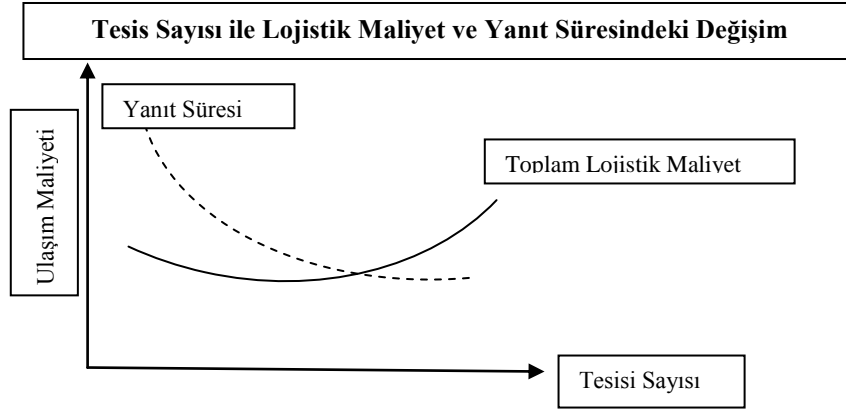 Tesis Sayısı ile Lojistik Maliyet ve Yanıt Süresindeki Değişim
Yanıt Süresi
Ulaşım Maliyeti
Toplam Lojistik Maliyet
Tesisi Sayısı